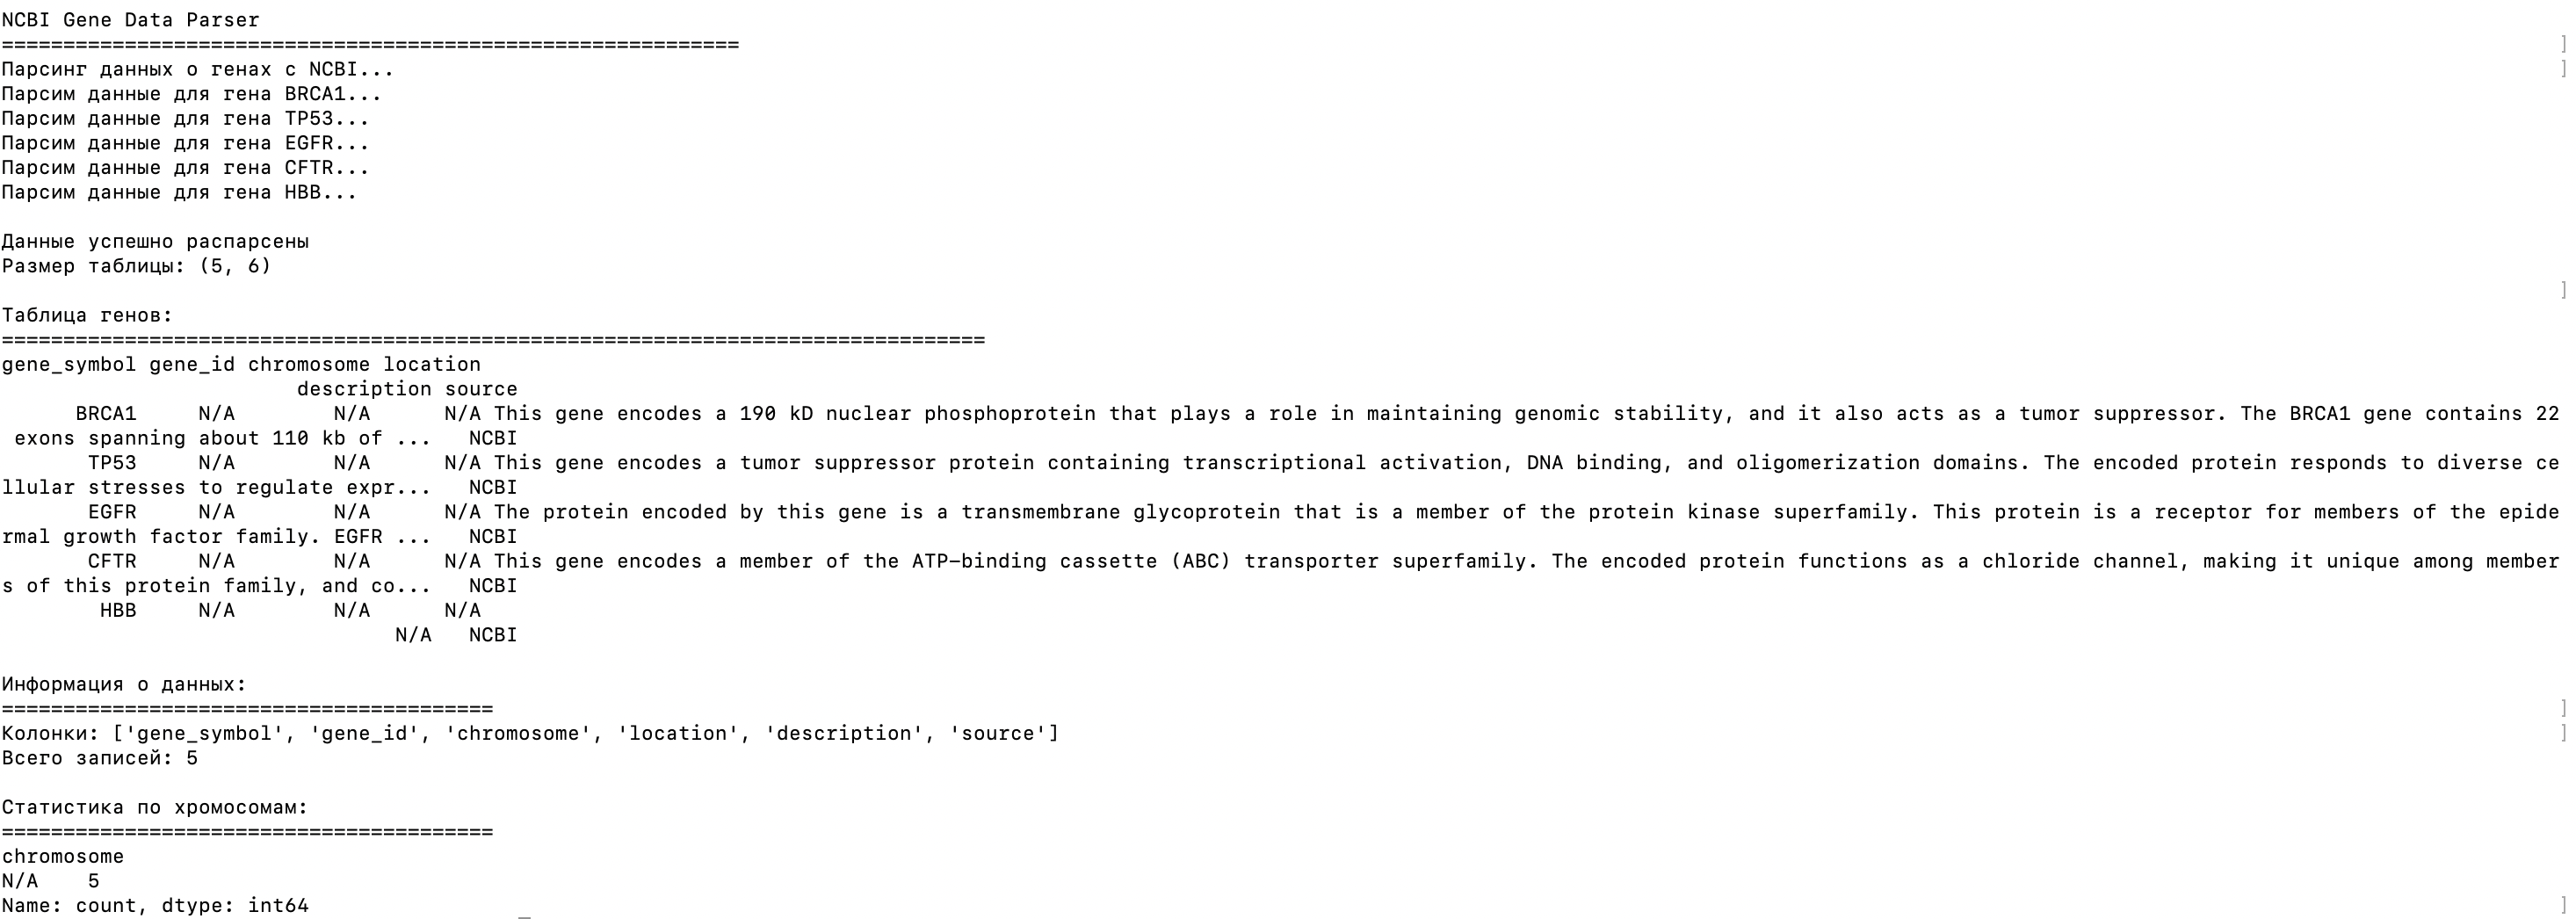 NCBI Gene Data Parser
============================================================
Парсинг данных о генах с NCBI...
Парсим данные для гена BRCA1...
Парсим данные для гена TP53...
Парсим данные для гена EGFR...
Парсим данные для гена CFTR...
Парсим данные для гена HBB...
Данные успешно распарсены
Размер таблицы: (5, 6)
Таблица генов:
================================================================================
gene_symbol gene_id chromosome location
description source
BRCA1 N/A N/A N/A This gene encodes a 190 kD nuclear phosphoprotein that plays a role in maintaining genomic stability, and it also acts as a tumor suppressor. The BRCA1 gene contains 22
exons spanning about 110 kb of ... NCBI
TP53 N/A N/A N/A This gene encodes a tumor suppressor protein containing transcriptional activation, DNA binding, and oligomerization domains. The encoded protein responds to diverse ce
llular stresses to regulate expr... NCBI
EGFR N/A N/A N/A The protein encoded by this gene is a transmembrane glycoprotein that is a member of the protein kinase superfamily. This protein is a receptor for members of the epide
rmal growth factor family. EGFR ... NCBI
CFTR N/A N/A N/A This gene encodes a member of the ATP-binding cassette (ABC) transporter superfamily. The encoded protein functions as a chloride channel, making it unique among member
s of this protein family, and co... NCBI
HBB N/A N/A N/A
N/A NCBI
Информация о данных:
========================================
Колонки: ['gene_symbol', 'gene_id', 'chromosome', 'location', 'description', 'source']
Всего записей: 5
Статистика по хромосомам:
========================================
chromosome
N/A 5
Name: count, dtype: int64